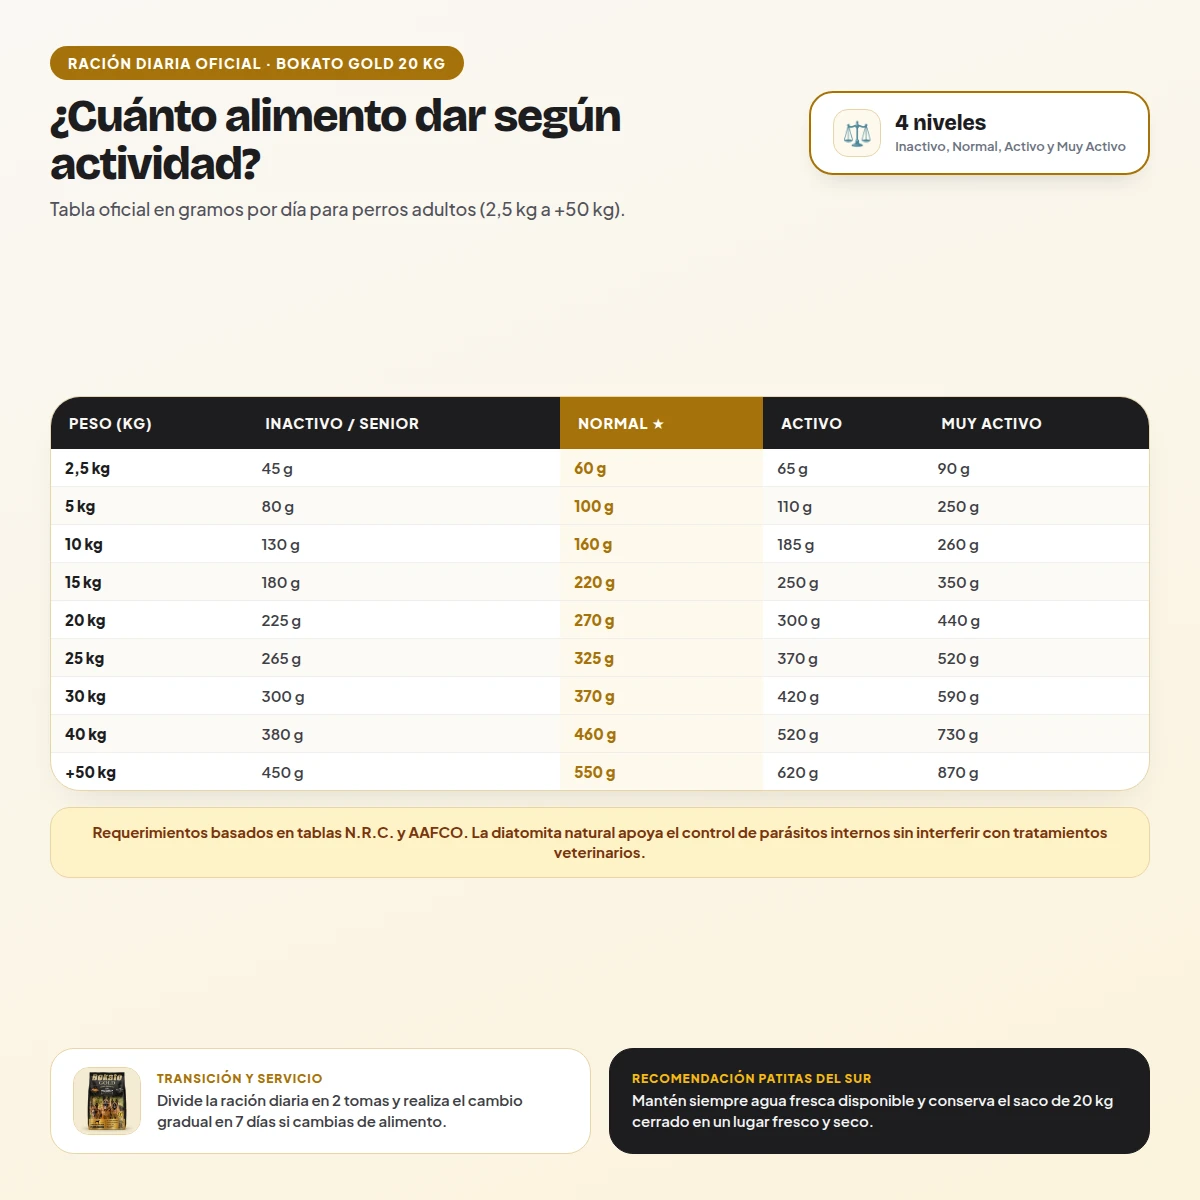 RACIÓN DIARIA OFICIAL · BOKATO GOLD 20 KG
¿Cuánto alimento dar según
actividad?
Tabla oficial en gramos por día para perros adultos (2,5 kg a +50 kg).
4 niveles
Inactivo, Normal, Activo y Muy Activo
PESO (KG) INACTIVO / SENIOR NORMAL ★ ACTIVO MUY ACTIVO
2,5 kg 45 g 60 g 65 g 90 g
5 kg 80 g 100 g 110 g 250 g
10 kg 130 g 160 g 185 g 260 g
15 kg 180 g 220 g 250 g 350 g
20 kg 225 g 270 g 300 g 440 g
25 kg 265 g 325 g 370 g 520 g
30 kg 300 g 370 g 420 g 590 g
40 kg 380 g 460 g 520 g 730 g
+50 kg 450 g 550 g 620 g 870 g
Requerimientos basados en tablas N.R.C. y AAFCO. La diatomita natural apoya el control de parásitos internos sin interferir con tratamientos
veterinarios.
Bokato
GOLD
TRANSICIÓN Y SERVICIO
Divide la ración diaria en 2 tomas y realiza el cambio
gradual en 7 días si cambias de alimento.
RECOMENDACIÓN PATITAS DEL SUR
Mantén siempre agua fresca disponible y conserva el saco de 20 kg
cerrado en un lugar fresco y seco.